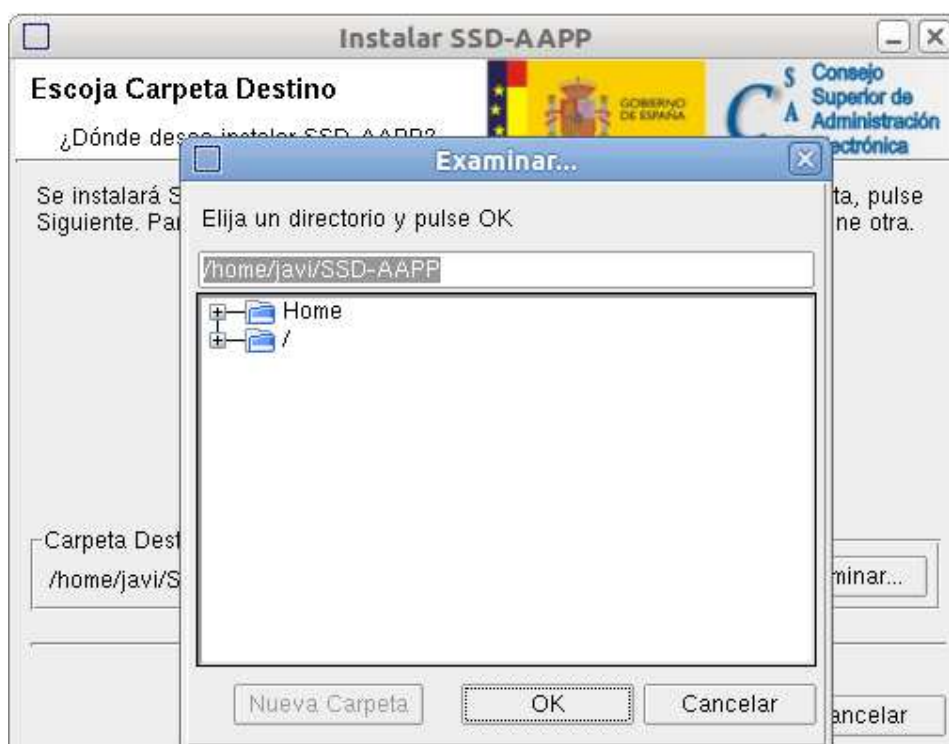 Instalar SSD-AAPP
Escoja Carpeta Destino
¿Dónde desea instalar SSD-AAPP?
GOBIERNO
DE ESPAÑA
C S A
Consejo
Superior de
Administración
ectrónica
Examinar...
Se instalará S
ta, pulse
Siguiente. Pa
ne otra.
Elija un directorio y pulse OK
/home/javi/SSD-AAPP
Home
/
Carpeta Dest
/home/javi/S
minar...
Nueva Carpeta
OK
Cancelar
ancelar